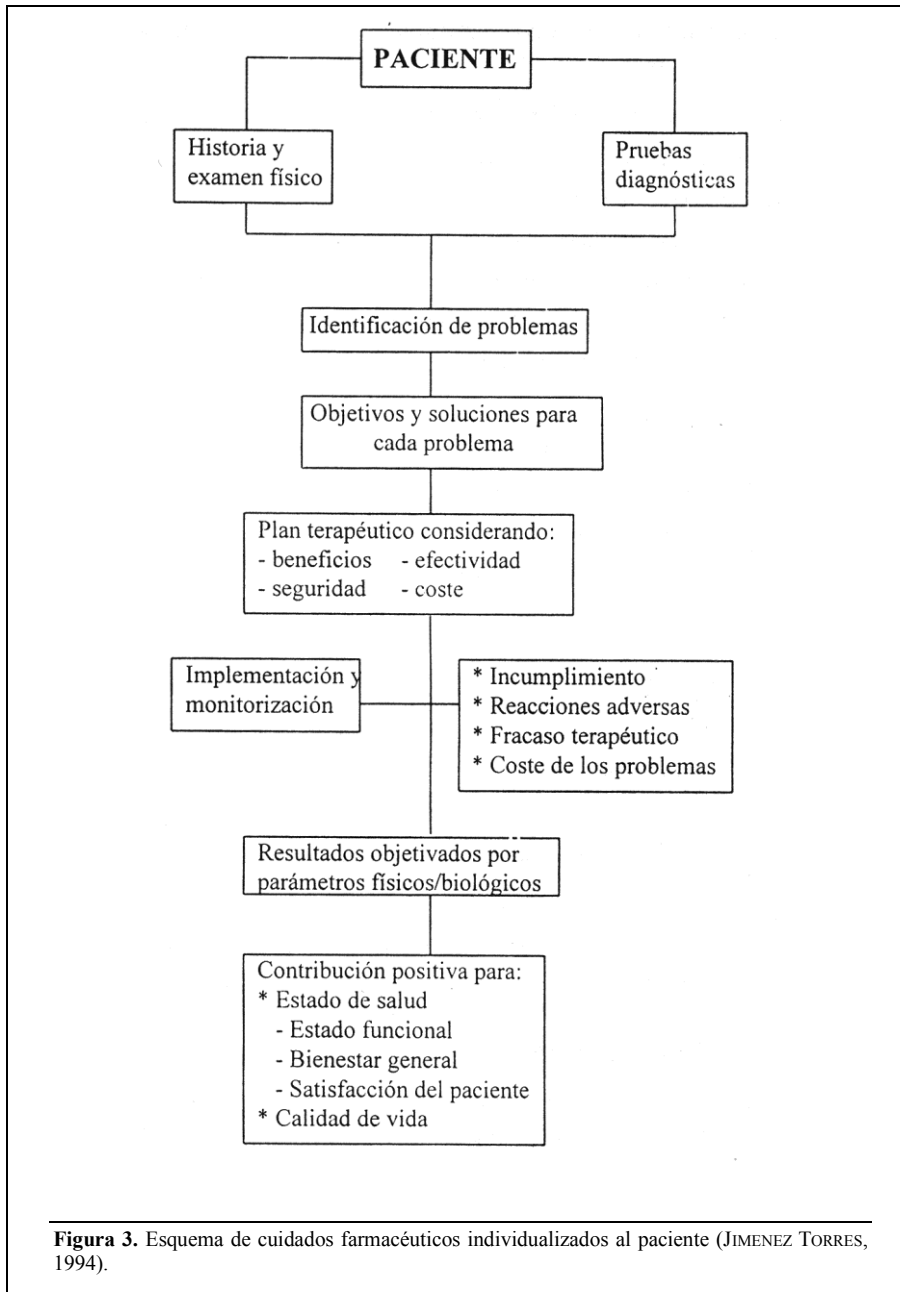 PACIENTE
Historia y
examen físico
Pruebas
diagnósticas
Identificación de problemas
Objetivos y soluciones para
cada problema
Plan terapéutico considerando:
- beneficios - efectividad
- seguridad - coste
Implementación y
monitorización
* Incumplimiento
* Reacciones adversas
* Fracaso terapéutico
* Coste de los problemas
Resultados objetivados por
parámetros físicos/biológicos
Contribución positiva para:
* Estado de salud
- Estado funcional
- Bienestar general
- Satisfacción del paciente
* Calidad de vida
Figura 3. Esquema de cuidados farmacéuticos individualizados al paciente (JIMENEZ TORRES,
1994).